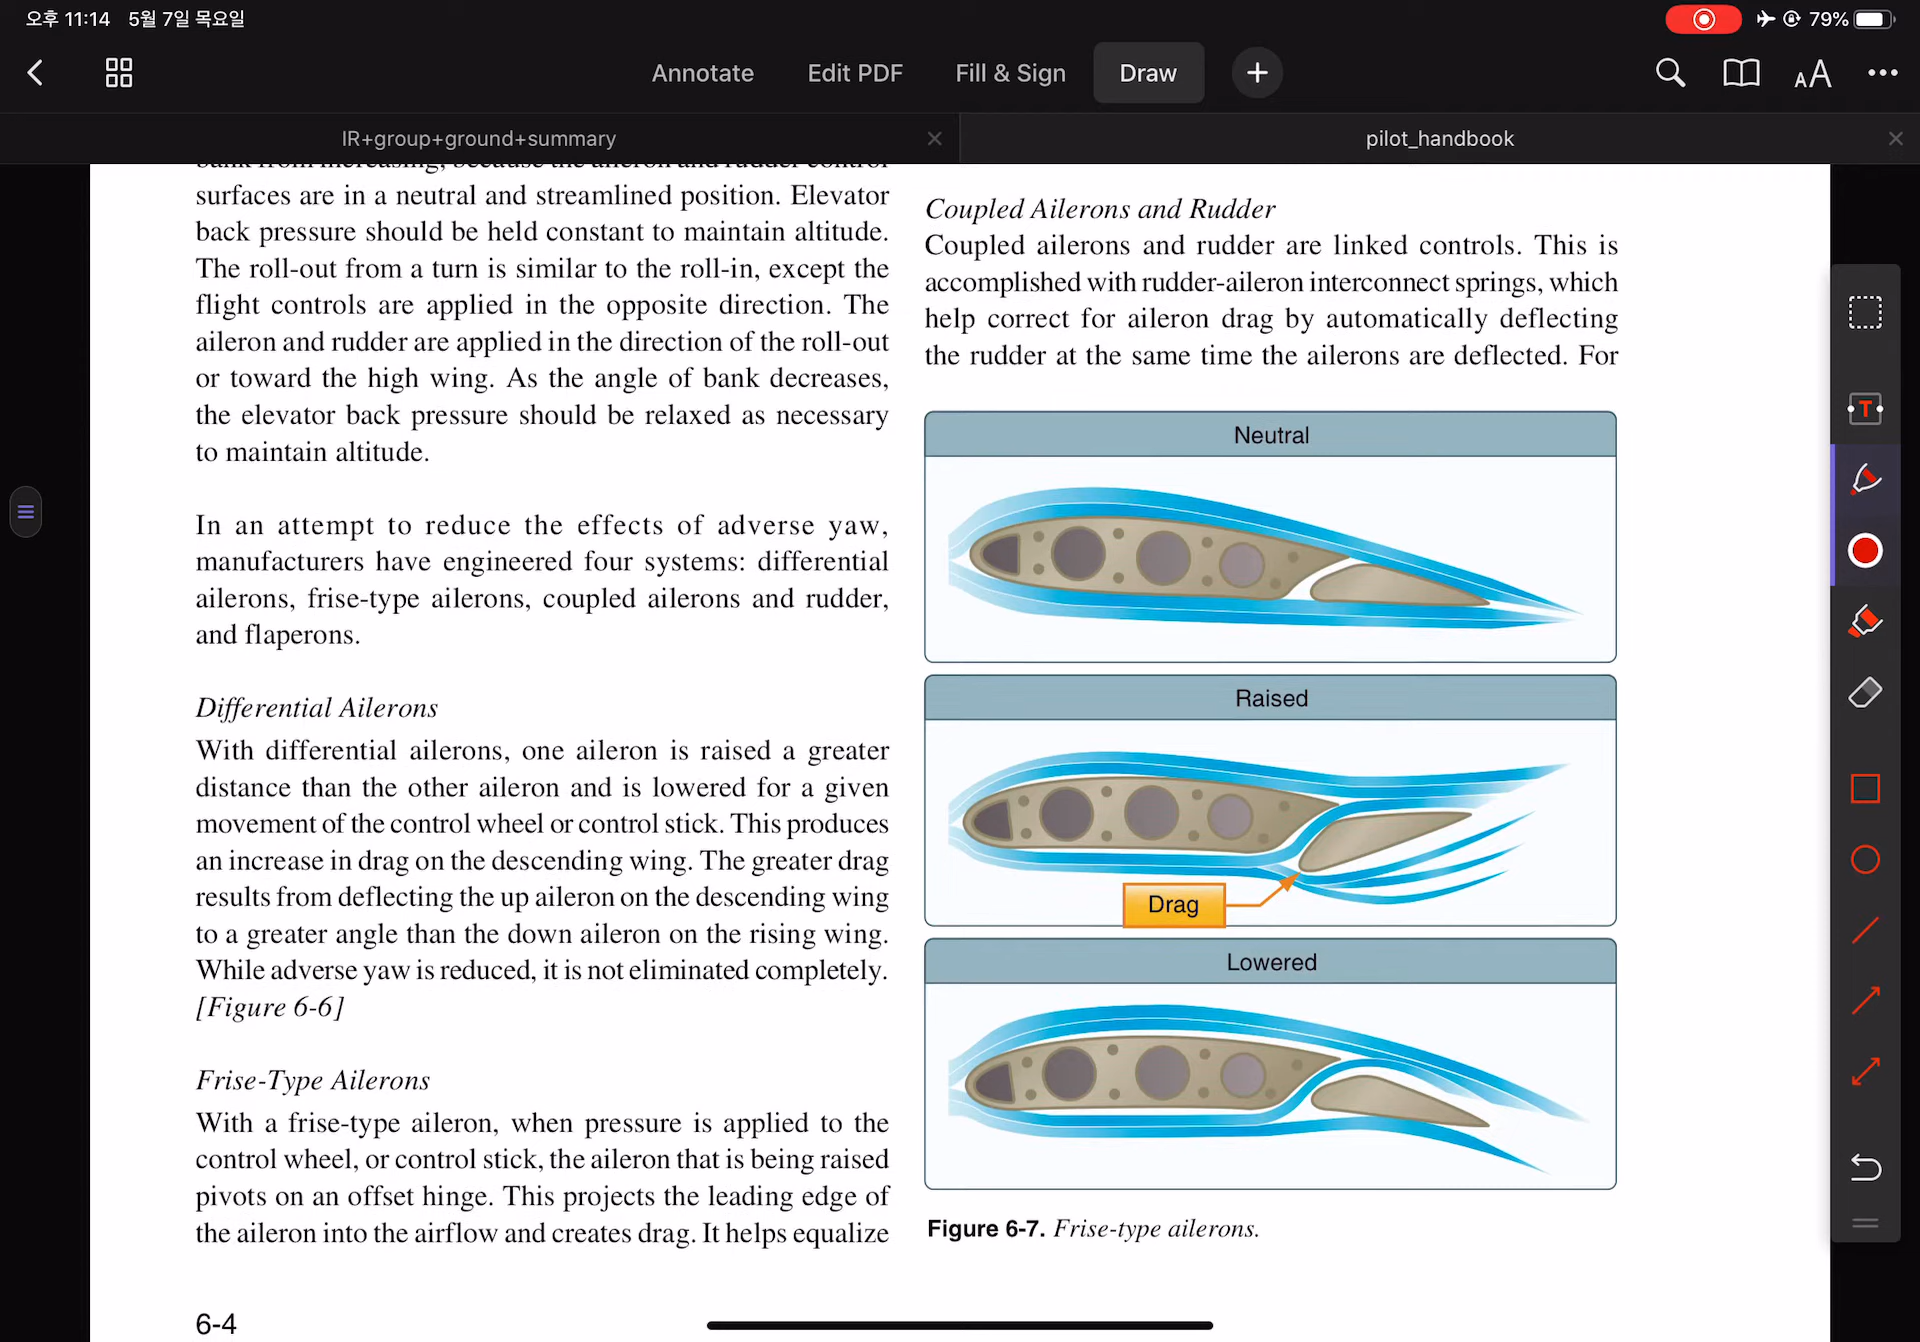 오후 11:14 5월 7일 목요일
79%
Annotate Edit PDF Fill & Sign Draw
IR+group+ground+summary
pilot_handbook
bank from increasing, because the aileron and rudder control
surfaces are in a neutral and streamlined position. Elevator
back pressure should be held constant to maintain altitude.
The roll-out from a turn is similar to the roll-in, except the
flight controls are applied in the opposite direction. The
aileron and rudder are applied in the direction of the roll-out
or toward the high wing. As the angle of bank decreases,
the elevator back pressure should be relaxed as necessary
to maintain altitude.
In an attempt to reduce the effects of adverse yaw,
manufacturers have engineered four systems: differential
ailerons, frise-type ailerons, coupled ailerons and rudder,
and flaperons.
Differential Ailerons
With differential ailerons, one aileron is raised a greater
distance than the other aileron and is lowered for a given
movement of the control wheel or control stick. This produces
an increase in drag on the descending wing. The greater drag
results from deflecting the up aileron on the descending wing
to a greater angle than the down aileron on the rising wing.
While adverse yaw is reduced, it is not eliminated completely.
[Figure 6-6]
Frise-Type Ailerons
With a frise-type aileron, when pressure is applied to the
control wheel, or control stick, the aileron that is being raised
pivots on an offset hinge. This projects the leading edge of
the aileron into the airflow and creates drag. It helps equalize
6-4
Coupled Ailerons and Rudder
Coupled ailerons and rudder are linked controls. This is
accomplished with rudder-aileron interconnect springs, which
help correct for aileron drag by automatically deflecting
the rudder at the same time the ailerons are deflected. For
Neutral
Raised
Drag
Lowered
Figure 6-7. Frise-type ailerons.
AA
T